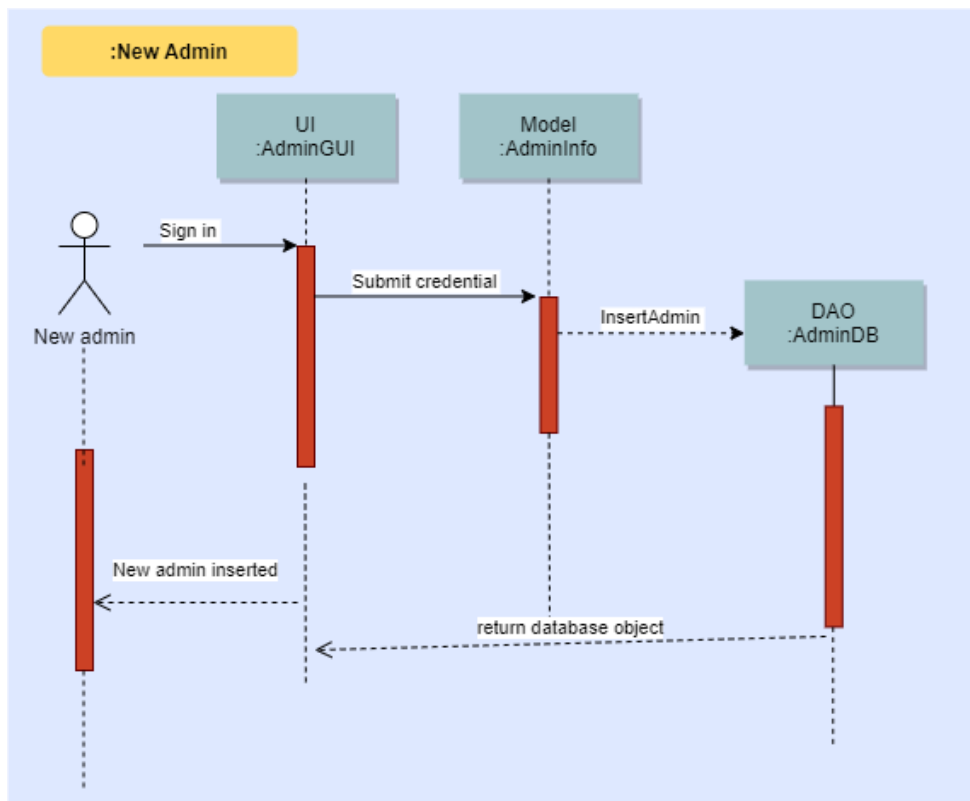 :New Admin
UI
:AdminGUI
Model
:AdminInfo
Sign in
Submit credential
InsertAdmin
DAO
:AdminDB
New admin
New admin inserted
return database object